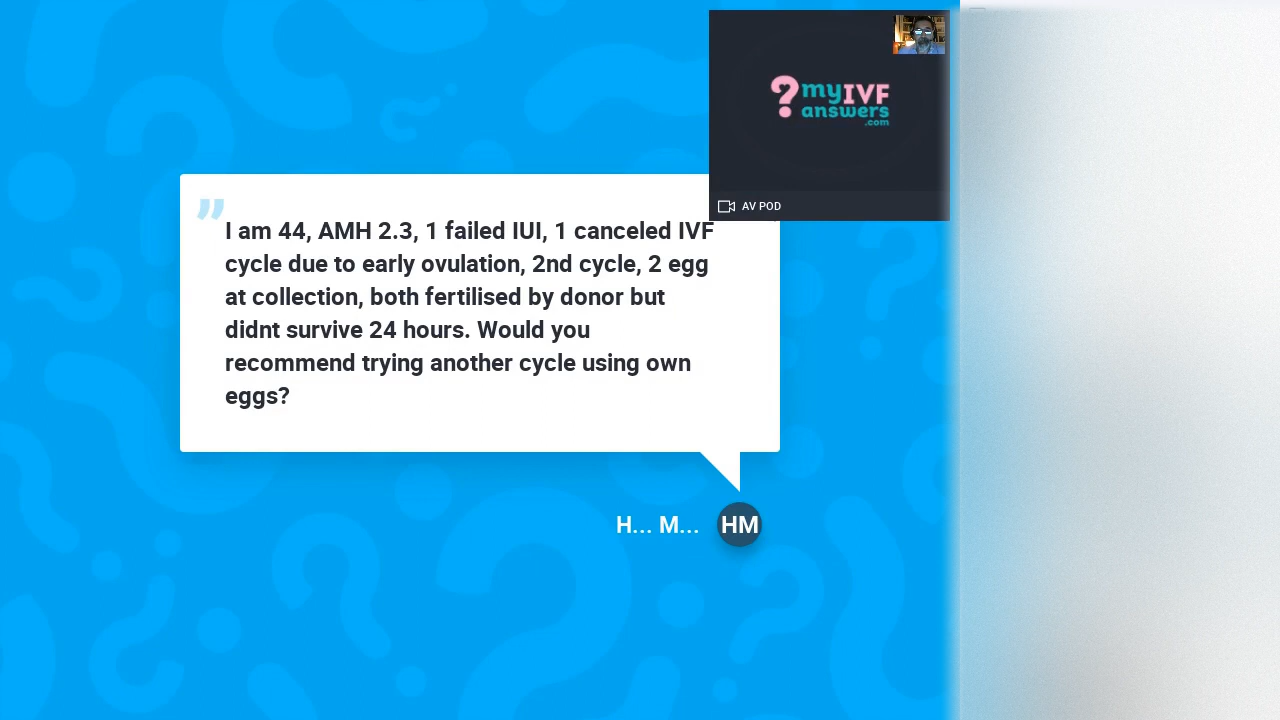 ?myIVF
answers
.com
AV POD
”
I am 44, AMH 2.3, 1 failed IUI, 1 canceled IVF
cycle due to early ovulation, 2nd cycle, 2 egg
at collection, both fertilised by donor but
didnt survive 24 hours. Would you
recommend trying another cycle using own
eggs?
H... M... HM